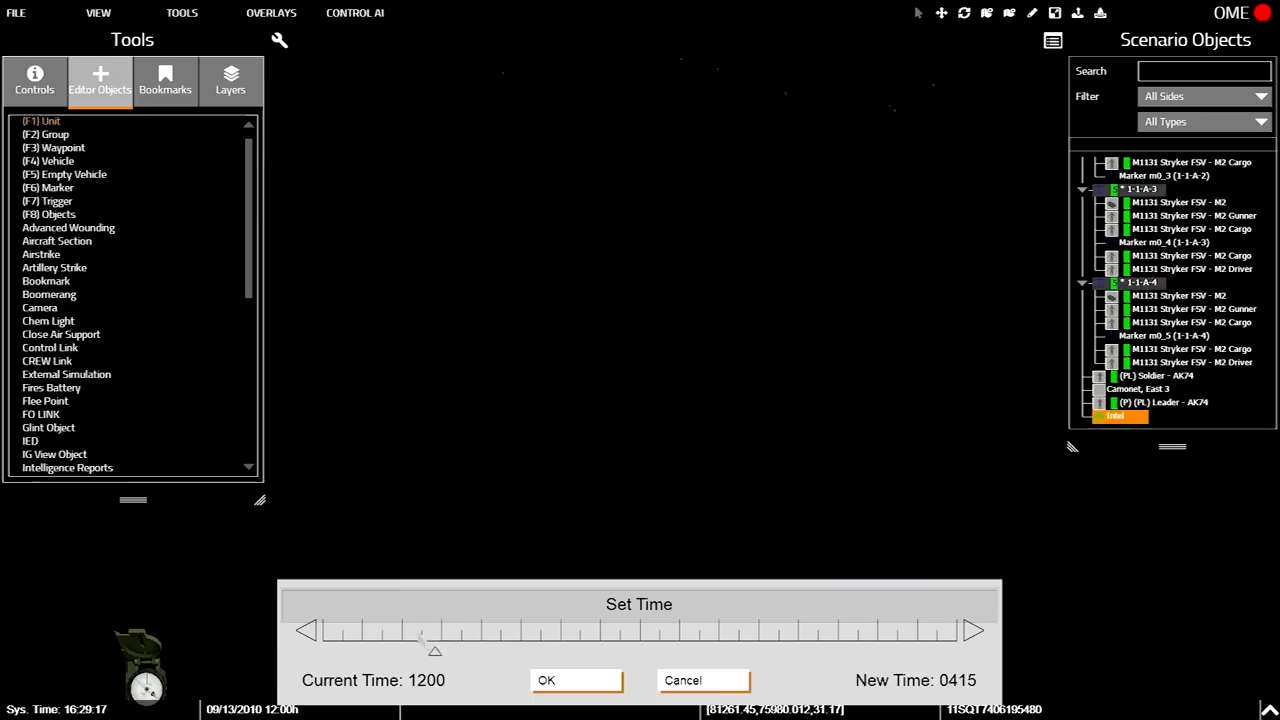 FILE VIEW TOOLS OVERLAYS CONTROL AI OME
Tools
Controls Editor Objects Bookmarks Layers
(F1) Unit
(F2) Group
(F3) Waypoint
(F4) Vehicle
(F5) Empty Vehicle
(F6) Marker
(F7) Trigger
(F8) Objects
Advanced Wounding
Aircraft Section
Airstrike
Artillery Strike
Bookmark
Boomerang
Camera
Chem Light
Close Air Support
Control Link
CREW Link
External Simulation
Fires Battery
Flee Point
FO LINK
Glint Object
IED
IG View Object
Intelligence Reports
Scenario Objects
Search
Filter All Sides
All Types
M1131 Stryker FSV - M2 Cargo
Marker m0_3 (1-1-A-2)
* 1-1-A-3
M1131 Stryker FSV - M2
M1131 Stryker FSV - M2 Gunner
M1131 Stryker FSV - M2 Cargo
Marker m0_4 (1-1-A-3)
M1131 Stryker FSV - M2 Cargo
M1131 Stryker FSV - M2 Driver
* 1-1-A-4
M1131 Stryker FSV - M2
M1131 Stryker FSV - M2 Gunner
M1131 Stryker FSV - M2 Cargo
Marker m0_5 (1-1-A-4)
M1131 Stryker FSV - M2 Cargo
M1131 Stryker FSV - M2 Driver
(PL) Soldier - AK74
Camonet, East 3
(P) (PL) Leader - AK74
Intel
Set Time
Current Time: 1200 OK Cancel New Time: 0415
Sys. Time: 16:29:17 09/13/2010 12:00h [81261.45,75980.012,31.17] 11SQT7406195480